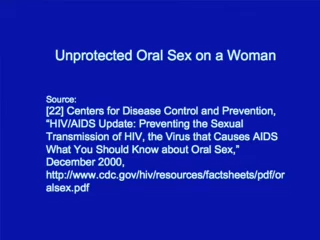 Unprotected Oral Sex on a Woman
Source:
[22] Centers for Disease Control and Prevention,
"HIV/AIDS Update: Preventing the Sexual
Transmission of HIV, the Virus that Causes AIDS
What You Should Know about Oral Sex,"
December 2000,
http://www.cdc.gov/hiv/resources/factsheets/pdf/or
alsex.pdf